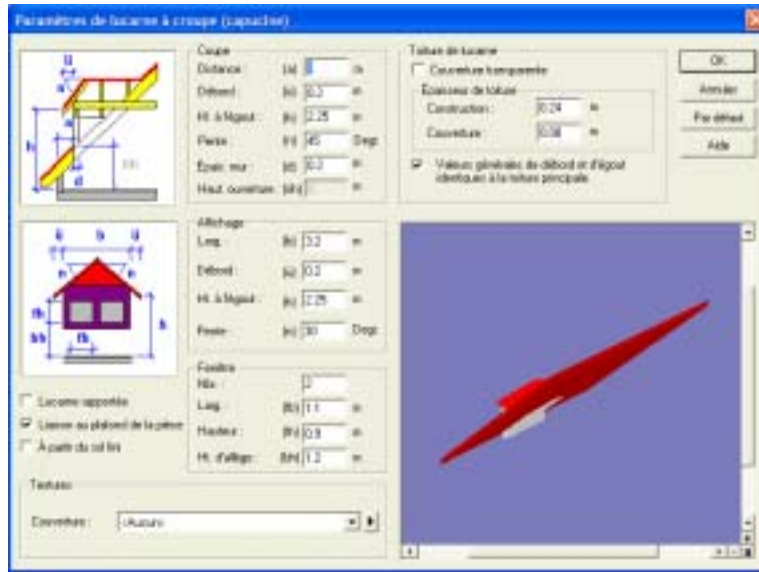 Paramètres de lucarne à croupe (capucine)
Coupe
Distance : (a) m
Débord : (ü) 0.2 m
Ht. à l'égout : (h) 2.25 m
Pente : (n) 45 Degr.
Epais. mur : (d) 0.2 m
Haut. ouverture
Toiture de lucarne
Couverture transparente
Epaisseur de toiture
Construction : 0.24 m
Couverture : 0.08 m
Valeurs générales de débord et d'égout
identiques à la toiture principale
OK
Annuler
Par défaut
Aide
ü
h
d
Affichage
Larg. : (b) 3.2 m
Débord : (ü) 0.2 m
Ht. à l'égout : (h) 2.25 m
Pente : (n) 30 Degr.
ü b ü
n n
fh
bh
fb
h
Fenêtre
Nb. : 2
Larg. : (fb) 1.1 m
Hauteur : (fh) 0.9 m
Ht. d'allège : (bh) 1.2 m
Lucarne rapportée
Liaison au plafond de la pièce
À partir du sol fini
Textures
Couverture : <Aucun>